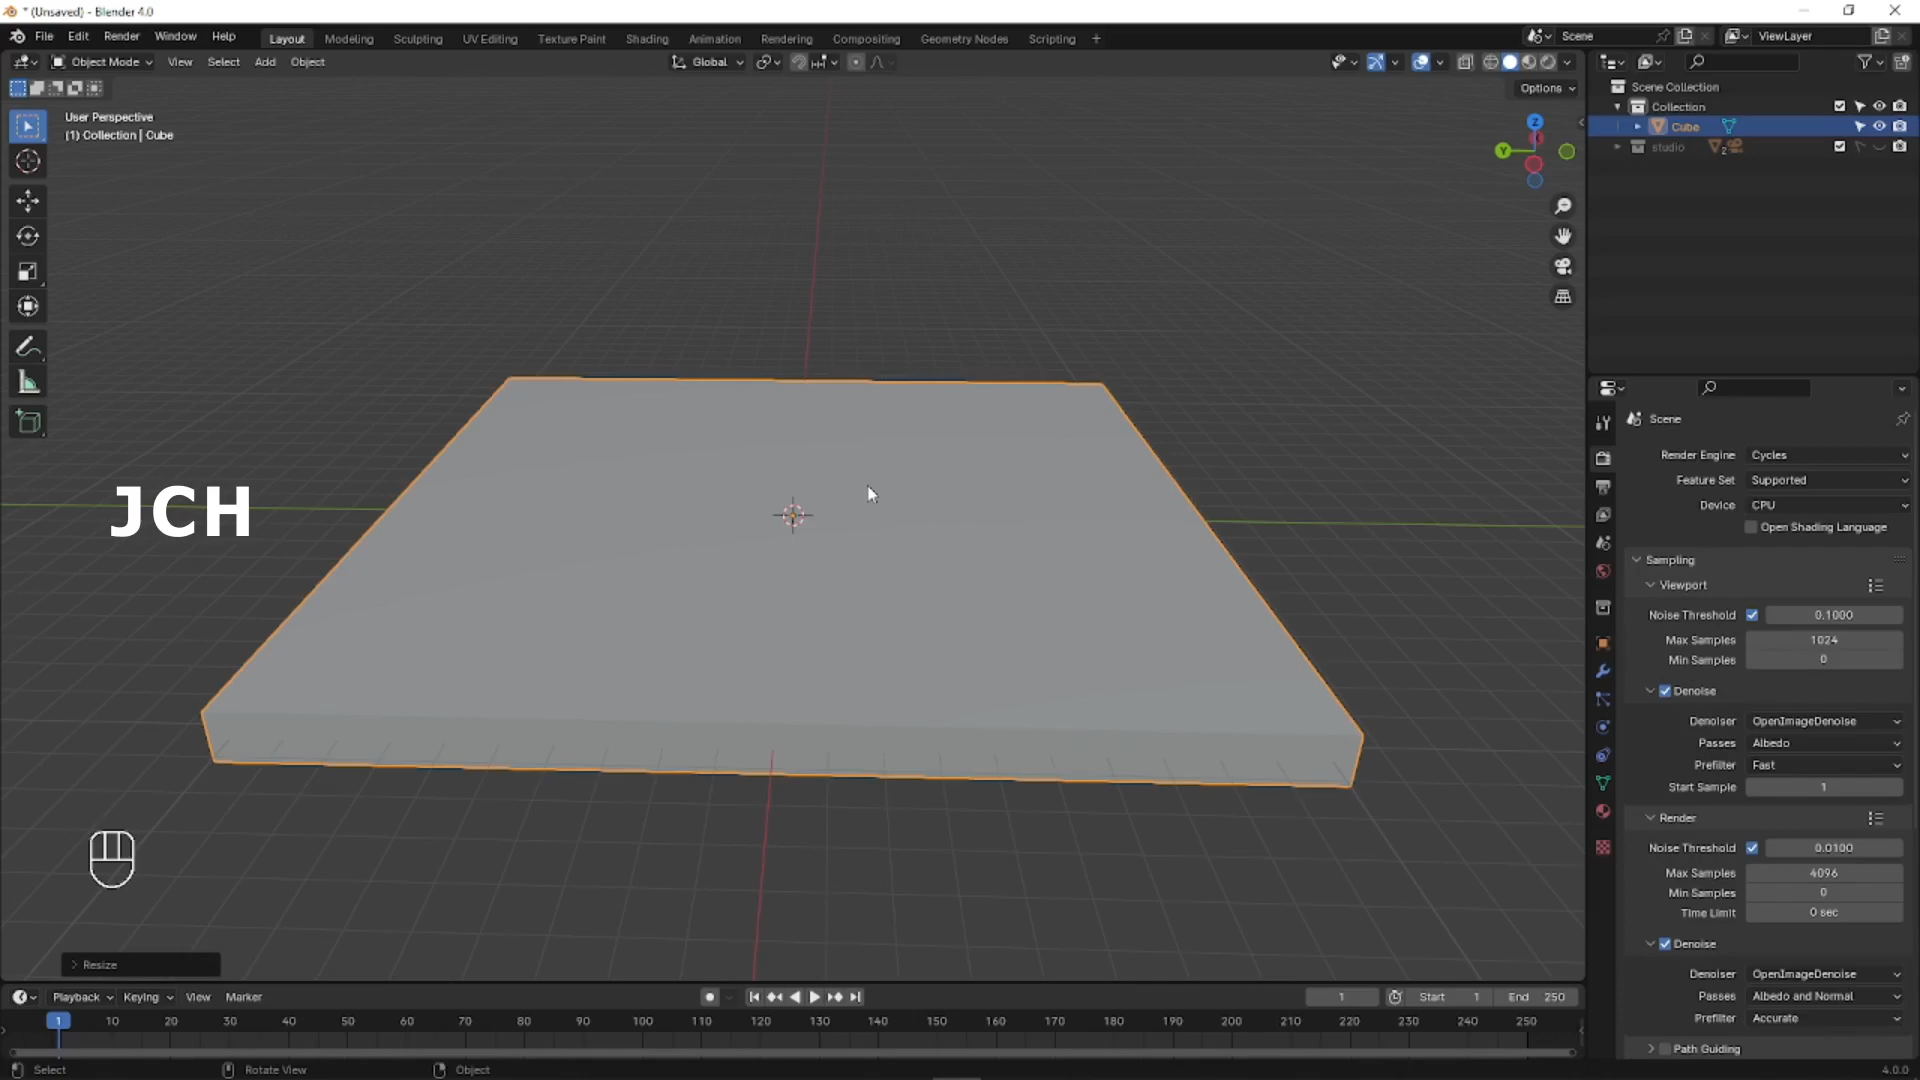 * (Unsaved) - Blender 4.0
File Edit Render Window Help
Layout Modeling Sculpting UV Editing Texture Paint Shading Animation Rendering Compositing Geometry Nodes Scripting +
Scene
ViewLayer
Object Mode View Select Add Object
Global
Options
User Perspective
(1) Collection | Cube
Z
Y
Scene Collection
Collection
Cube
studio
2
JCH
Scene
Render Engine Cycles
Feature Set Supported
Device CPU
Open Shading Language
Sampling
Viewport
Noise Threshold 0.1000
Max Samples 1024
Min Samples 0
Denoise
Denoiser OpenImageDenoise
Passes Albedo
Prefilter Fast
Start Sample 1
Render
Noise Threshold 0.0100
Max Samples 4096
Min Samples 0
Time Limit 0 sec
Denoise
Denoiser OpenImageDenoise
Passes Albedo and Normal
Prefilter Accurate
Path Guiding
Resize
Playback Keying View Marker
1 Start 1 End 250
1 10 20 30 40 50 60 70 80 90 100 110 120 130 140 150 160 170 180 190 200 210 220 230 240 250
Select Rotate View Object
4.0.0